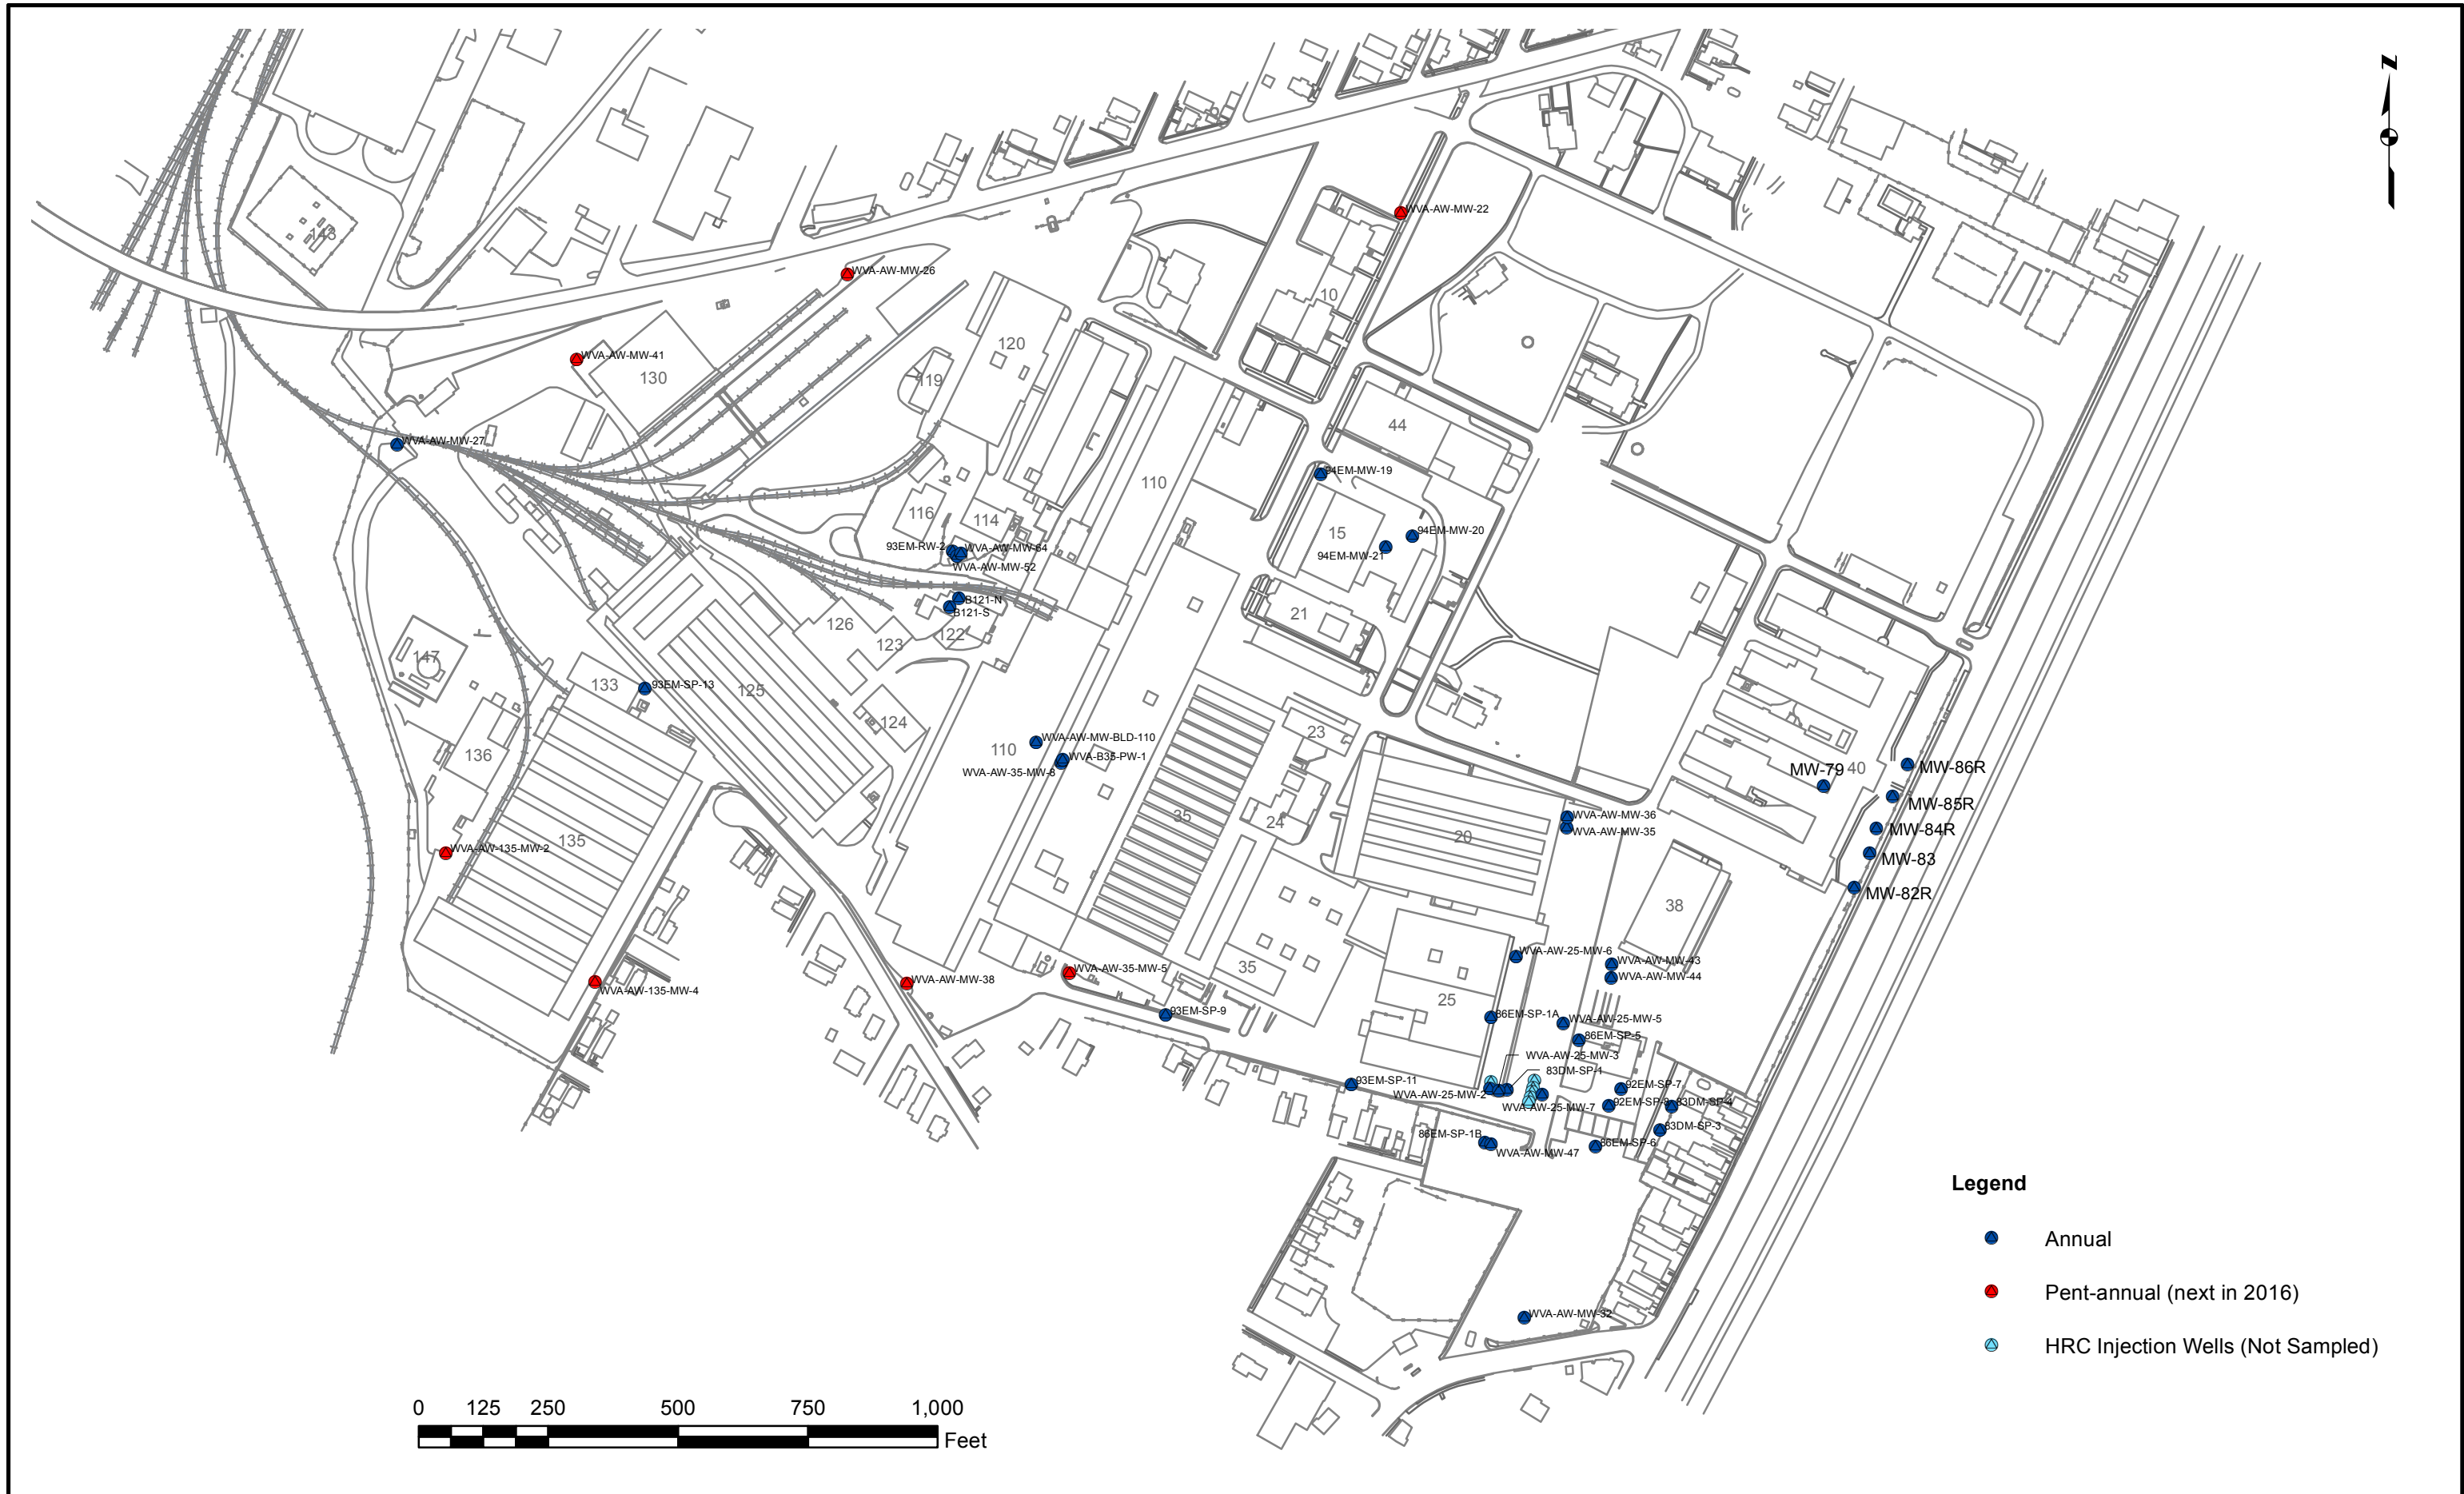 N
WVA-AW-MW-22
143
WVA-AW-MW-26
10
120
WVA-AW-MW-41
130
119
44
WVA-AW-MW-27
94EM-MW-19
110
116
114
15
94EM-MW-20
93EM-RW-2
WVA-AW-MW-64
94EM-MW-21
WVA-AW-MW-52
B121-N
B121-S
21
126
122
123
147
133
93EM-SP-13
125
124
23
WVA-AW-MW-BLD-110
110
WVA-B35-PW-1
WVA-AW-35-MW-8
136
MW-79
40
MW-86R
MW-85R
35
24
WVA-AW-MW-36
WVA-AW-MW-35
MW-84R
20
135
WVA-AW-135-MW-2
MW-83
MW-82R
38
WVA-AW-25-MW-6
WVA-AW-MW-43
WVA-AW-MW-44
35
WVA-AW-35-MW-5
WVA-AW-MW-38
WVA-AW-135-MW-4
25
93EM-SP-9
86EM-SP-1A
WVA-AW-25-MW-5
86EM-SP-5
WVA-AW-25-MW-3
83DM-SP-1
93EM-SP-11
WVA-AW-25-MW-2
92EM-SP-7
WVA-AW-25-MW-7
92EM-SP-8
83DM-SP-4
83DM-SP-3
86EM-SP-1B
WVA-AW-MW-47
86EM-SP-6
WVA-AW-MW-32
Legend
Annual
Pent-annual (next in 2016)
HRC Injection Wells (Not Sampled)
0 125 250 500 750 1,000
Feet